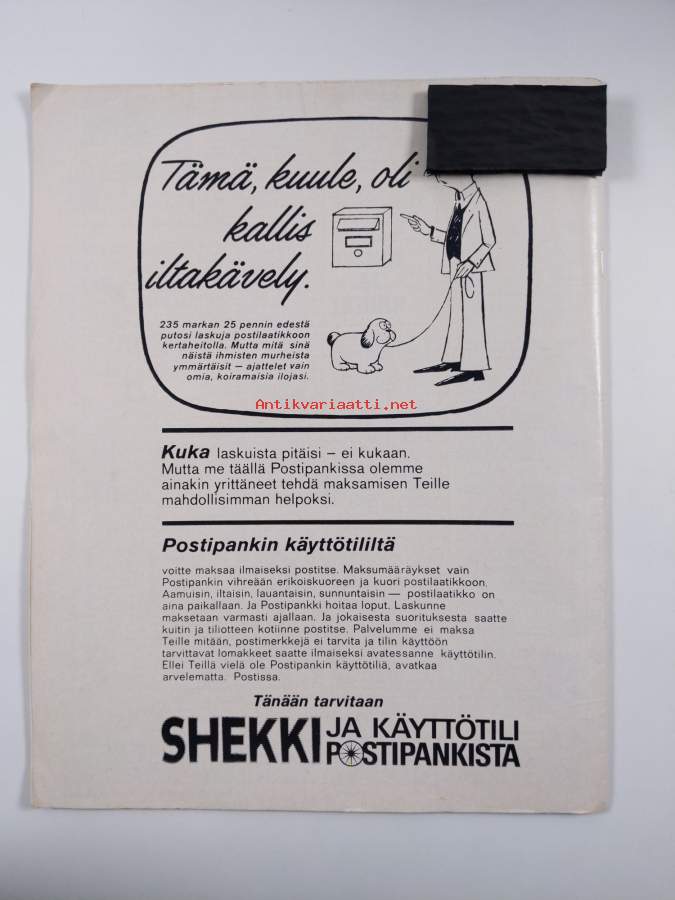 Tämä, kuule, oli
kallis
iltakävely.
235 markan 25 pennin edestä
putosi laskuja postilaatikkoon
kertaheitolla. Mutta mitä sinä
näistä ihmisten murheista
ymmärtäisit — ajattelet vain
omia, koiramaisia ilojasi.
Antikvariaatti.net
Kuka laskuista pitäisi – ei kukaan.
Mutta me täällä Postipankissa olemme
ainakin yrittäneet tehdä maksamisen Teille
mahdollisimman helpoksi.
Postipankin käyttötililtä
voitte maksaa ilmaiseksi postitse. Maksumääräykset vain
Postipankin vihreään erikoiskuoreen ja kuori postilaatikkoon.
Aamuisin, iltaisin, lauantaisin, sunnuntaisin — postilaatikko on
aina paikallaan. Ja Postipankki hoitaa loput. Laskunne
maksetaan varmasti ajallaan. Ja jokaisesta suorituksesta saatte
kuitin ja tiliotteen kotiinne postitse. Palvelumme ei maksa
Teille mitään, postimerkkejä ei tarvita ja tilin käyttöön
tarvittavat lomakkeet saatte ilmaiseksi avatessanne käyttötilin.
Ellei Teillä vielä ole Postipankin käyttötiliä, avatkaa
arvelematta. Postissa.
Tänään tarvitaan
SHEKKI JA KÄYTTÖTILI
POSTIPANKISTA